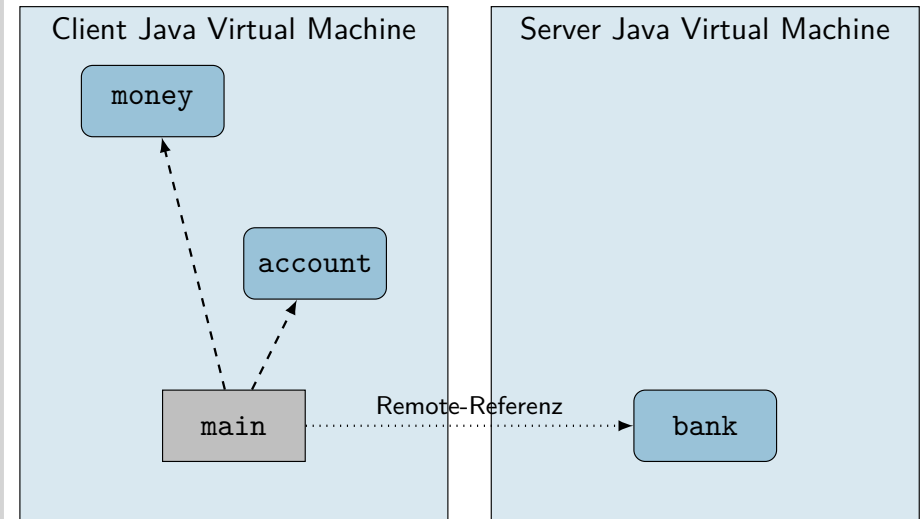 Client Java Virtual Machine
Server Java Virtual Machine
money
account
main
Remote-Referenz
bank